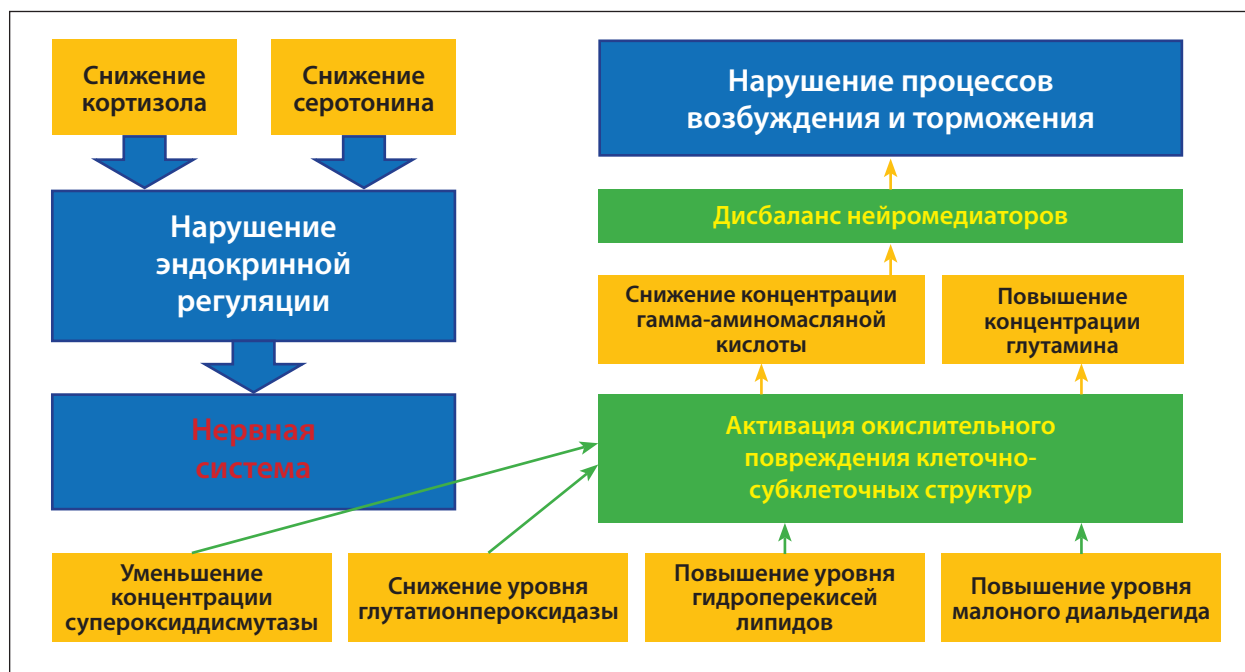 Снижение
кортизола
Снижение
серотонина
Нарушение процессов
возбуждения и торможения
Нарушение
эндокринной
регуляции
Дисбаланс нейромедиаторов
Снижение концентрации
гамма-аминомасляной
кислоты
Повышение
концентрации
глутамина
Нервная
система
Активация окислительного
повреждения клеточно-
субклеточных структур
Уменьшение
концентрации
супероксиддисмутазы
Снижение уровня
глутатионпероксидазы
Повышение уровня
гидроперекисей
липидов
Повышение уровня
малоного диальдегида